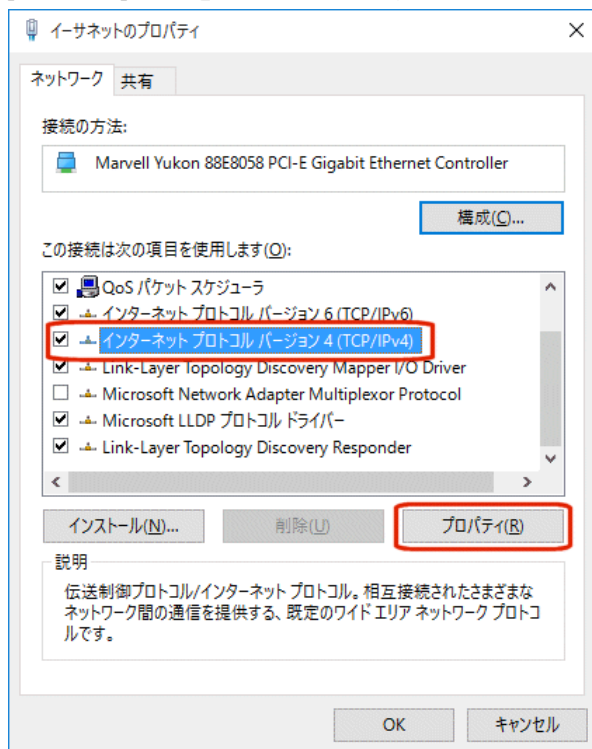 イーサネットのプロパティ
ネットワーク 共有
接続の方法:
Marvell Yukon 88E8058 PCI-E Gigabit Ethernet Controller
構成(C)...
この接続は次の項目を使用します(O):
QoS パケット スケジューラ
インターネット プロトコル バージョン 6 (TCP/IPv6)
インターネット プロトコル バージョン 4 (TCP/IPv4)
Link-Layer Topology Discovery Mapper I/O Driver
Microsoft Network Adapter Multiplexor Protocol
Microsoft LLDP プロトコル ドライバー
Link-Layer Topology Discovery Responder
インストール(N)... 削除(U) プロパティ(R)
説明
伝送制御プロトコル/インターネット プロトコル。相互接続されたさまざまな
ネットワーク間の通信を提供する、既定のワイド エリア ネットワーク プロトコ
ルです。
OK キャンセル